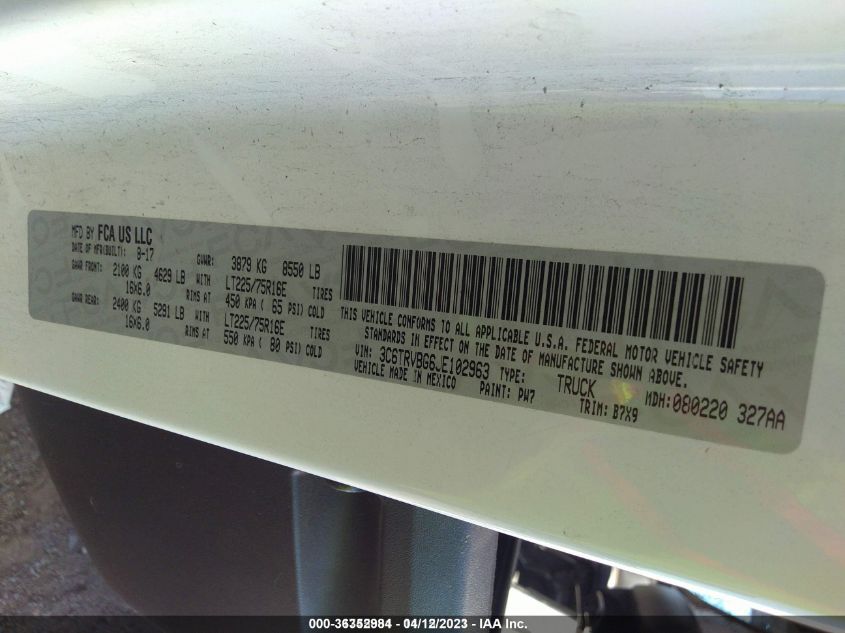 MFD BY FCA US LLC
DATE OF MFR(BUILT): 8-17 GVWR: 3879 KG 8550 LB
GAWR FRONT: 2100 KG 4629 LB WITH LT225/75R16E TIRES
16X6.0 RIMS AT 450 KPA ( 65 PSI) COLD
GAWR REAR: 2400 KG 5291 LB WITH LT225/75R16E TIRES
16X6.0 RIMS AT 550 KPA ( 80 PSI) COLD
THIS VEHICLE CONFORMS TO ALL APPLICABLE U.S.A. FEDERAL MOTOR VEHICLE SAFETY
STANDARDS IN EFFECT ON THE DATE OF MANUFACTURE SHOWN ABOVE.
VIN: 3C6TRVBG6JE102963 TYPE: TRUCK MDH:080220 327AA
VEHICLE MADE IN MEXICO PAINT: PW7 TRIM: B7X9
000-36352984 - 04/12/2023 - IAA Inc.